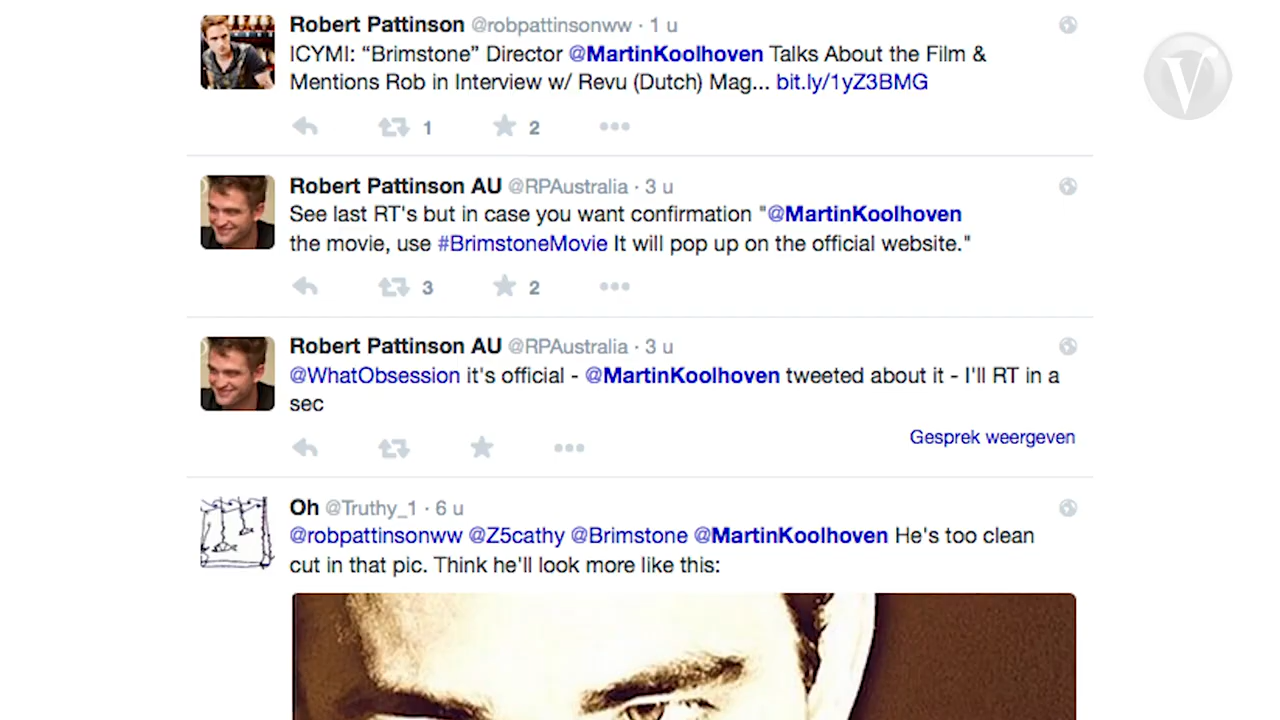 Robert Pattinson @robpattinsonww · 1 u
ICYMI: “Brimstone” Director @MartinKoolhoven Talks About the Film &
Mentions Rob in Interview w/ Revu (Dutch) Mag... bit.ly/1yZ3BMG
1 2
Robert Pattinson AU @RPAustralia · 3 u
See last RT's but in case you want confirmation "@MartinKoolhoven
the movie, use #BrimstoneMovie It will pop up on the official website."
3 2
Robert Pattinson AU @RPAustralia · 3 u
@WhatObsession it's official - @MartinKoolhoven tweeted about it - I'll RT in a
sec
Gesprek weergeven
Oh @Truthy_1 · 6 u
@robpattinsonww @Z5cathy @Brimstone @MartinKoolhoven He's too clean
cut in that pic. Think he'll look more like this:
V